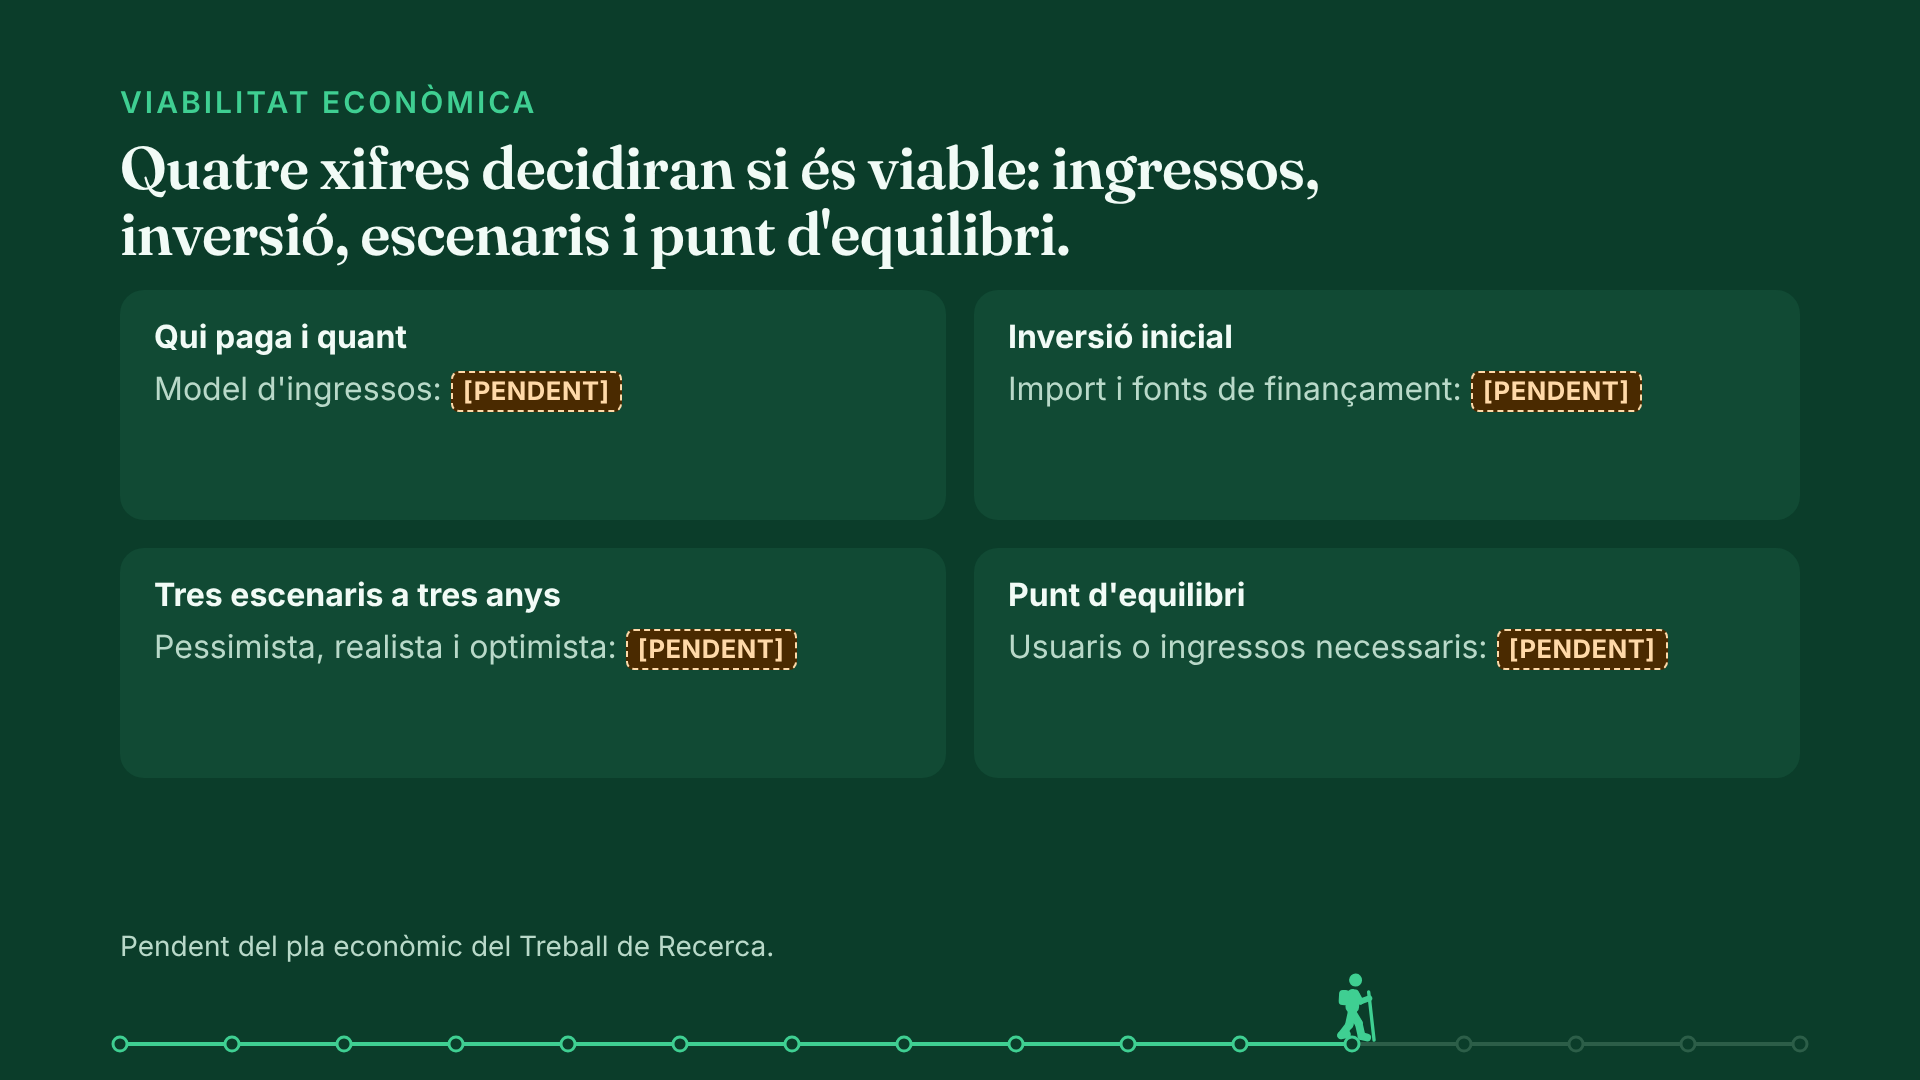 VIABILITAT ECONÒMICA
Quatre xifres decidiran si és viable: ingressos,
inversió, escenaris i punt d'equilibri.
Qui paga i quant
Model d'ingressos: [PENDENT]
Inversió inicial
Import i fonts de finançament: [PENDENT]
Tres escenaris a tres anys
Pessimista, realista i optimista: [PENDENT]
Punt d'equilibri
Usuaris o ingressos necessaris: [PENDENT]
Pendent del pla econòmic del Treball de Recerca.